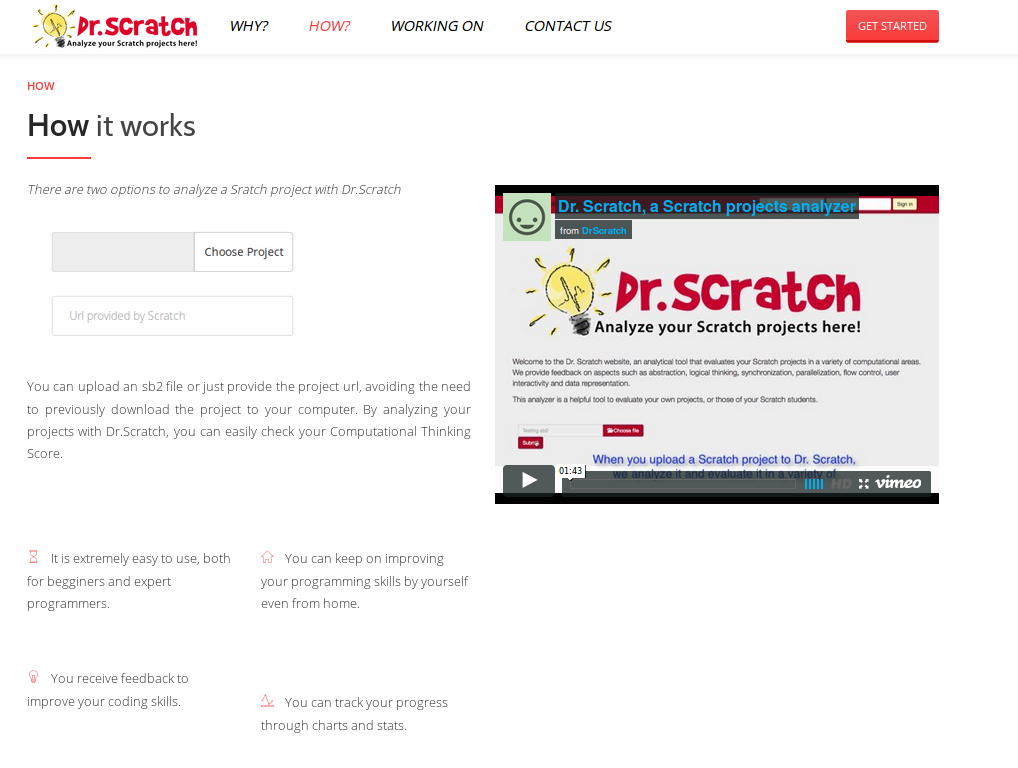 Dr.Scratch
Analyze your Scratch projects here!
WHY? HOW? WORKING ON CONTACT US
GET STARTED
HOW
How it works
There are two options to analyze a Sratch project with Dr.Scratch
Choose Project
Url provided by Scratch
You can upload an sb2 file or just provide the project url, avoiding the need
to previously download the project to your computer. By analyzing your
projects with Dr.Scratch, you can easily check your Computational Thinking
Score.
Dr. Scratch, a Scratch projects analyzer
Sign in
from DrScratch
Dr.Scratch
Analyze your Scratch projects here!
Welcome to the Dr. Scratch website, an analytical tool that evaluates your Scratch projects in a variety of computational areas.
We provide feedback on aspects such as abstraction, logical thinking, synchronization, parallelization, flow control, user
interactivity and data representation.
This analyzer is a helpful tool to evaluate your own projects, or those of your Scratch students.
Choose file
Submit
When you upload a Scratch project to Dr. Scratch,
we analyze it and evaluate it in a variety of
01:43
HD
vimeo
It is extremely easy to use, both
for begginers and expert
programmers.
You can keep on improving
your programming skills by yourself
even from home.
You receive feedback to
improve your coding skills.
You can track your progress
through charts and stats.